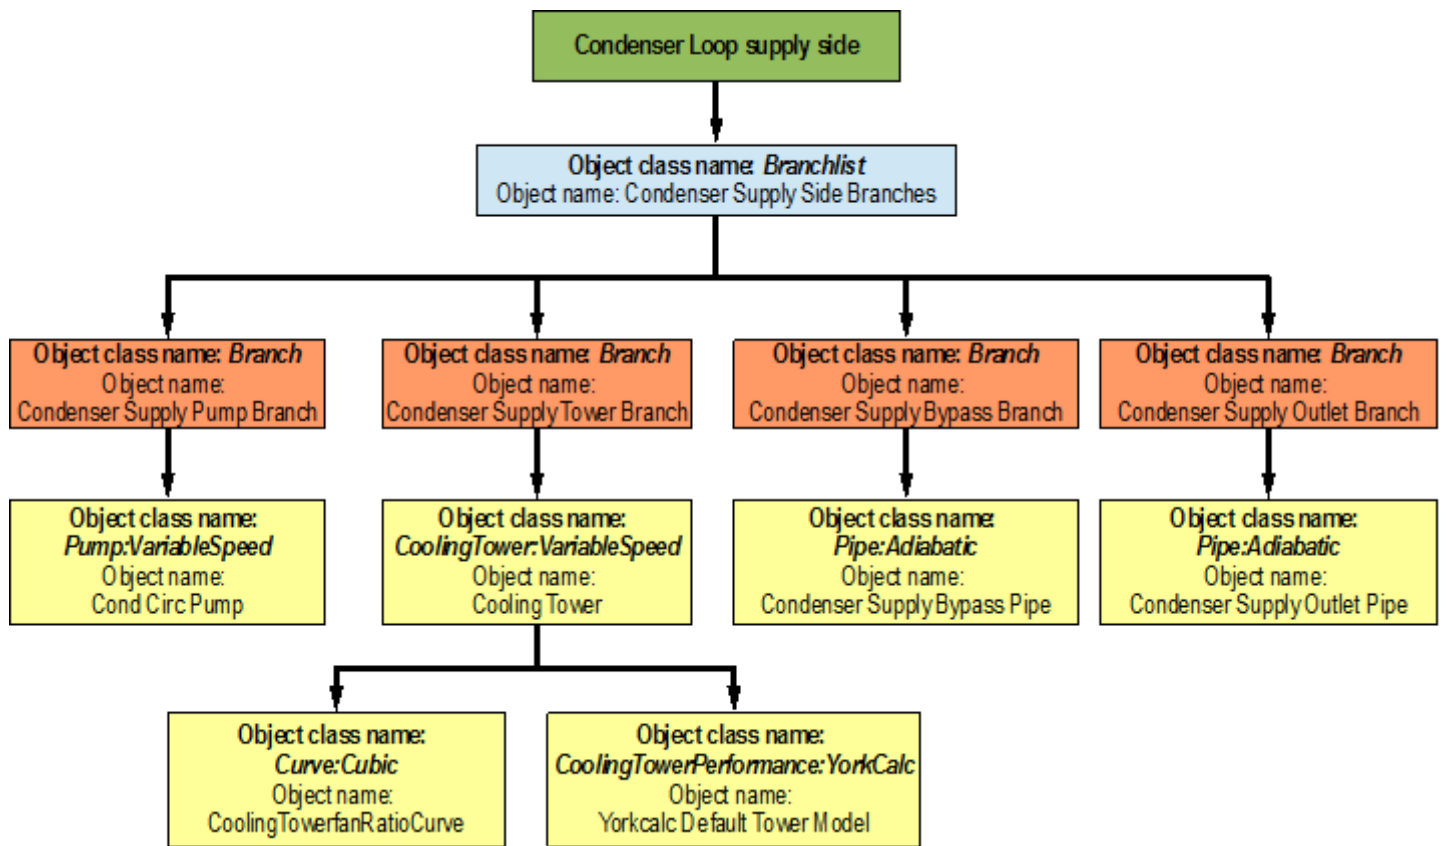 Condenser Loop supply side
Object class name: Branchlist
Object name: Condenser Supply Side Branches
Object class name: Branch
Object name:
Condenser Supply Pump Branch
Object class name: Branch
Object name:
Condenser Supply Tower Branch
Object class name: Branch
Object name:
Condenser Supply Bypass Branch
Object class name: Branch
Object name:
Condenser Supply Outlet Branch
Object class name:
Pump:VariableSpeed
Object name:
Cond Circ Pump
Object class name:
CoolingTower:VariableSpeed
Object name:
Cooling Tower
Object class name:
Pipe:Adiabatic
Object name:
Condenser Supply Bypass Pipe
Object class name:
Pipe:Adiabatic
Object name:
Condenser Supply Outlet Pipe
Object class name:
Curve:Cubic
Object name:
CoolingTowerfanRatioCurve
Object class name:
CoolingTowerPerformance:YorkCalc
Object name:
Yorkcalc Default Tower Model